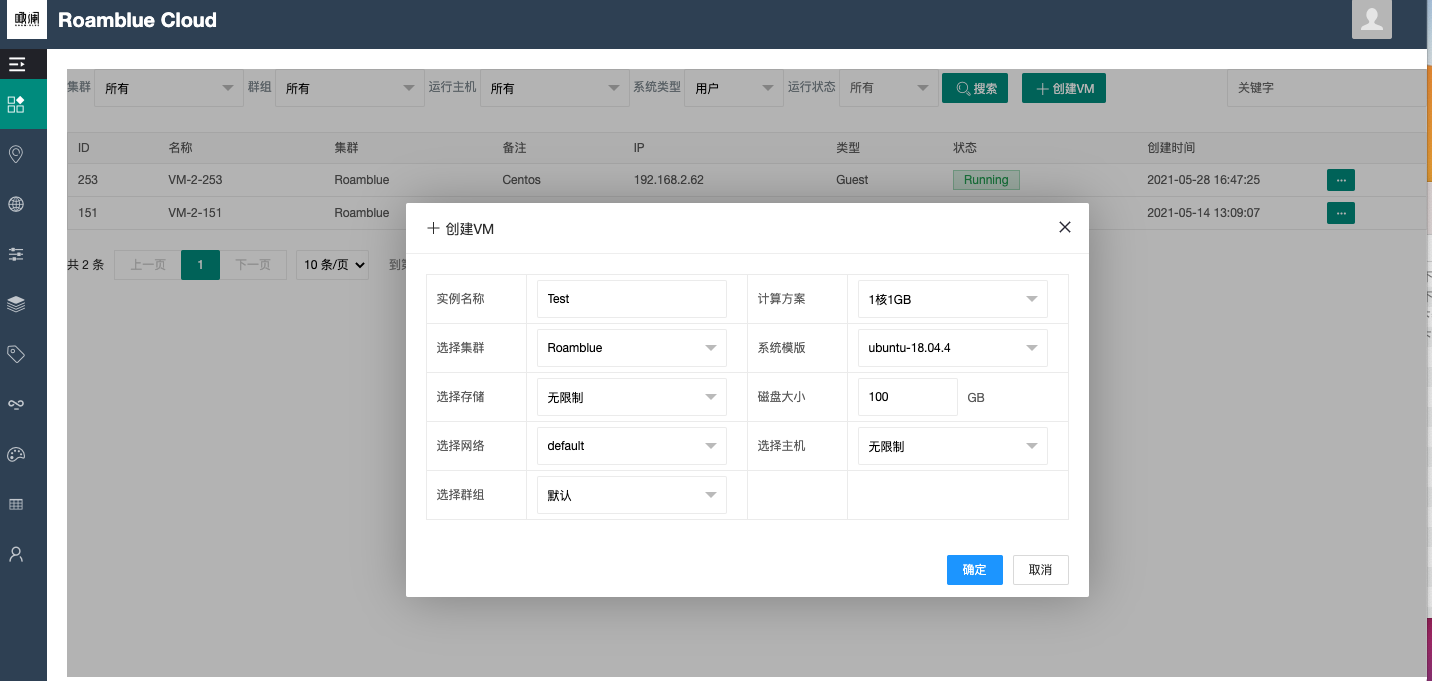 瞰澜 Roamblue Cloud
集群 所有 群组 所有 运行主机 所有 系统类型 用户 运行状态 所有 搜索 创建VM 关键字
ID 名称 集群 备注 IP 类型 状态 创建时间
253 VM-2-253 Roamblue Centos 192.168.2.62 Guest Running 2021-05-28 16:47:25
151 VM-2-151 Roamblue 2021-05-14 13:09:07
共 2 条 上一页 1 下一页 10 条/页 到
创建VM
实例名称 Test 计算方案 1核1GB
选择集群 Roamblue 系统模版 ubuntu-18.04.4
选择存储 无限制 磁盘大小 100 GB
选择网络 default 选择主机 无限制
选择群组 默认
确定 取消